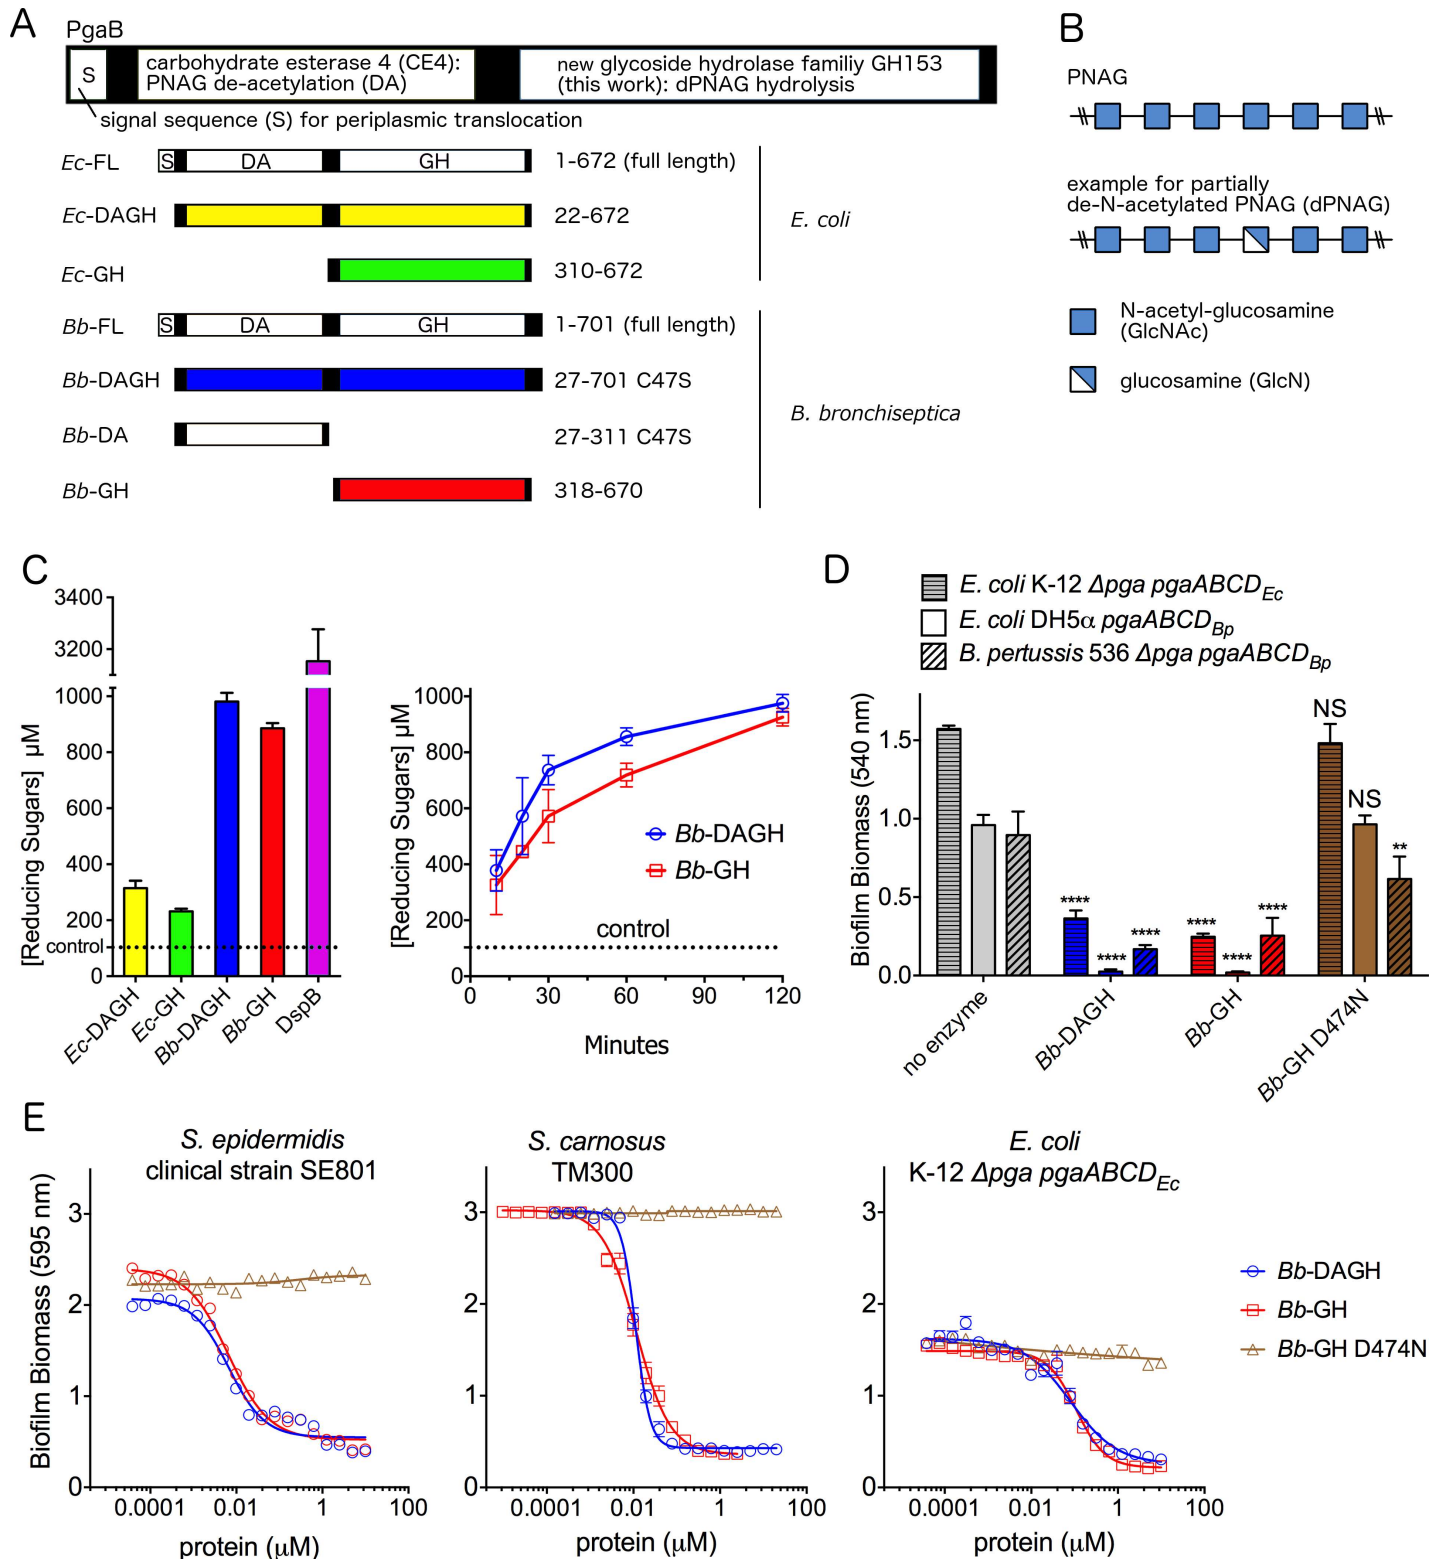 A
PgaB
S
carbohydrate esterase 4 (CE4):
PNAG de-acetylation (DA)
new glycoside hydrolase familiy GH153
(this work): dPNAG hydrolysis
signal sequence (S) for periplasmic translocation
Ec-FL S DA GH 1-672 (full length)
Ec-DAGH 22-672
E. coli
Ec-GH 310-672
Bb-FL S DA GH 1-701 (full length)
Bb-DAGH 27-701 C47S
B. bronchiseptica
Bb-DA 27-311 C47S
Bb-GH 318-670
B
PNAG
example for partially
de-N-acetylated PNAG (dPNAG)
N-acetyl-glucosamine
(GlcNAc)
glucosamine (GlcN)
C
[Reducing Sugars] µM
3400
3200
1000
800
600
400
200
control
0
Ec-DAGH
Ec-GH
Bb-DAGH
Bb-GH
DspB
[Reducing Sugars] µM
1000
800
600
400
200
0
Bb-DAGH
Bb-GH
control
0 30 60 90 120
Minutes
D
E. coli K-12 Δpga pgaABCD_Ec
E. coli DH5α pgaABCD_Bp
B. pertussis 536 Δpga pgaABCD_Bp
Biofilm Biomass (540 nm)
1.5
1.0
0.5
0.0
**** **** ****
**** **** ****
NS NS **
no enzyme
Bb-DAGH
Bb-GH
Bb-GH D474N
E
S. epidermidis
clinical strain SE801
Biofilm Biomass (595 nm)
3
2
1
0
0.0001 0.01 1 100
protein (µM)
S. carnosus
TM300
3
2
1
0
0.0001 0.01 1 100
protein (µM)
E. coli
K-12 Δpga pgaABCD_Ec
3
2
1
0
0.0001 0.01 1 100
protein (µM)
Bb-DAGH
Bb-GH
Bb-GH D474N